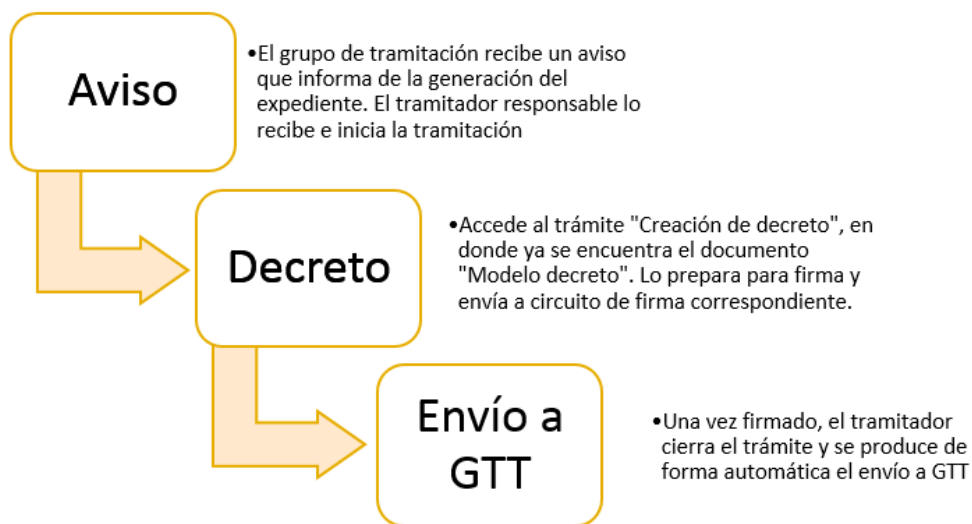 Aviso
•El grupo de tramitación recibe un aviso
que informa de la generación del
expediente. El tramitador responsable lo
recibe e inicia la tramitación
Decreto
•Accede al trámite "Creación de decreto", en
donde ya se encuentra el documento
"Modelo decreto". Lo prepara para firma y
envía a circuito de firma correspondiente.
Envío a
GTT
•Una vez firmado, el tramitador
cierra el trámite y se produce de
forma automática el envío a GTT